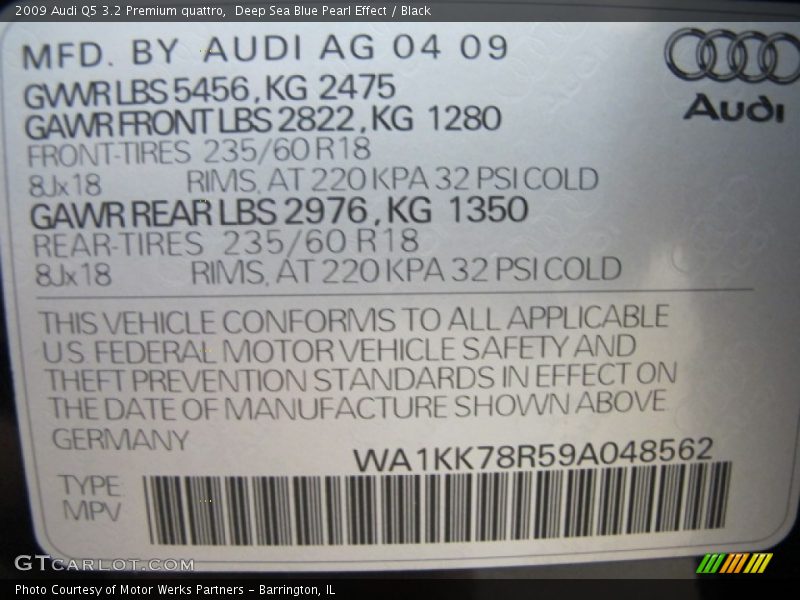 2009 Audi Q5 3.2 Premium quattro,  Deep Sea Blue Pearl Effect / Black
MFD. BY AUDI AG 04 09
GVWR LBS 5456, KG 2475
GAWR FRONT LBS 2822, KG 1280
FRONT-TIRES 235/60 R18
8Jx18 RIMS, AT 220 KPA 32 PSI COLD
GAWR REAR LBS 2976, KG 1350
REAR-TIRES 235/60 R18
8Jx18 RIMS, AT 220 KPA 32 PSI COLD
Audi
THIS VEHICLE CONFORMS TO ALL APPLICABLE
U.S. FEDERAL MOTOR VEHICLE SAFETY AND
THEFT PREVENTION STANDARDS IN EFFECT ON
THE DATE OF MANUFACTURE SHOWN ABOVE
GERMANY
WA1KK78R59A048562
TYPE
MPV
GTcarlot.com
Photo Courtesy of Motor Werks Partners - Barrington, IL